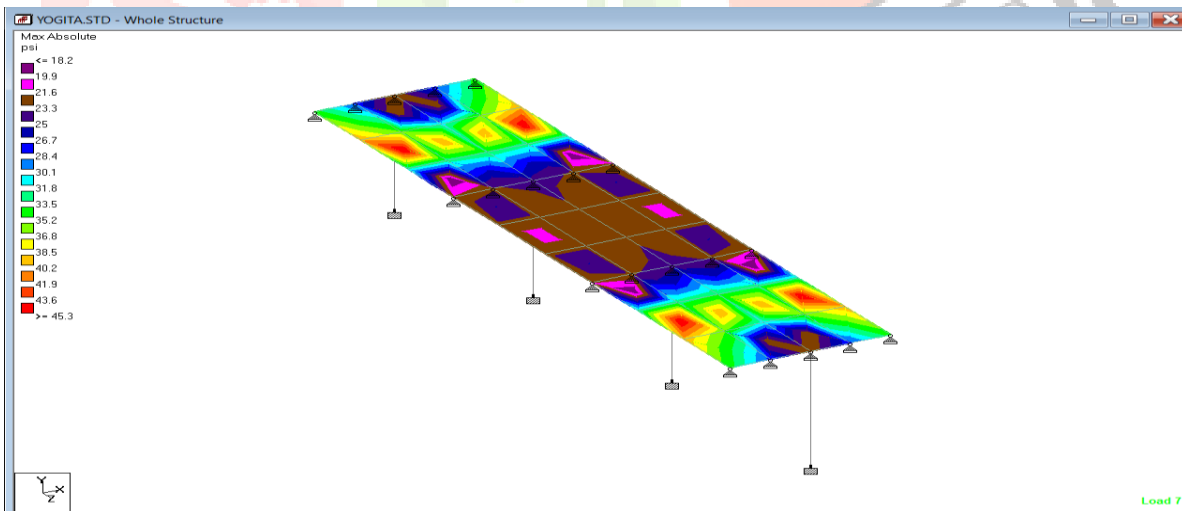 YOGITA.STD - Whole Structure
Max Absolute
psi
<= 18.2
19.9
21.6
23.3
25
26.7
28.4
30.1
31.8
33.5
35.2
36.8
38.5
40.2
41.9
43.6
>= 45.3
Y
X
Z
Load 7